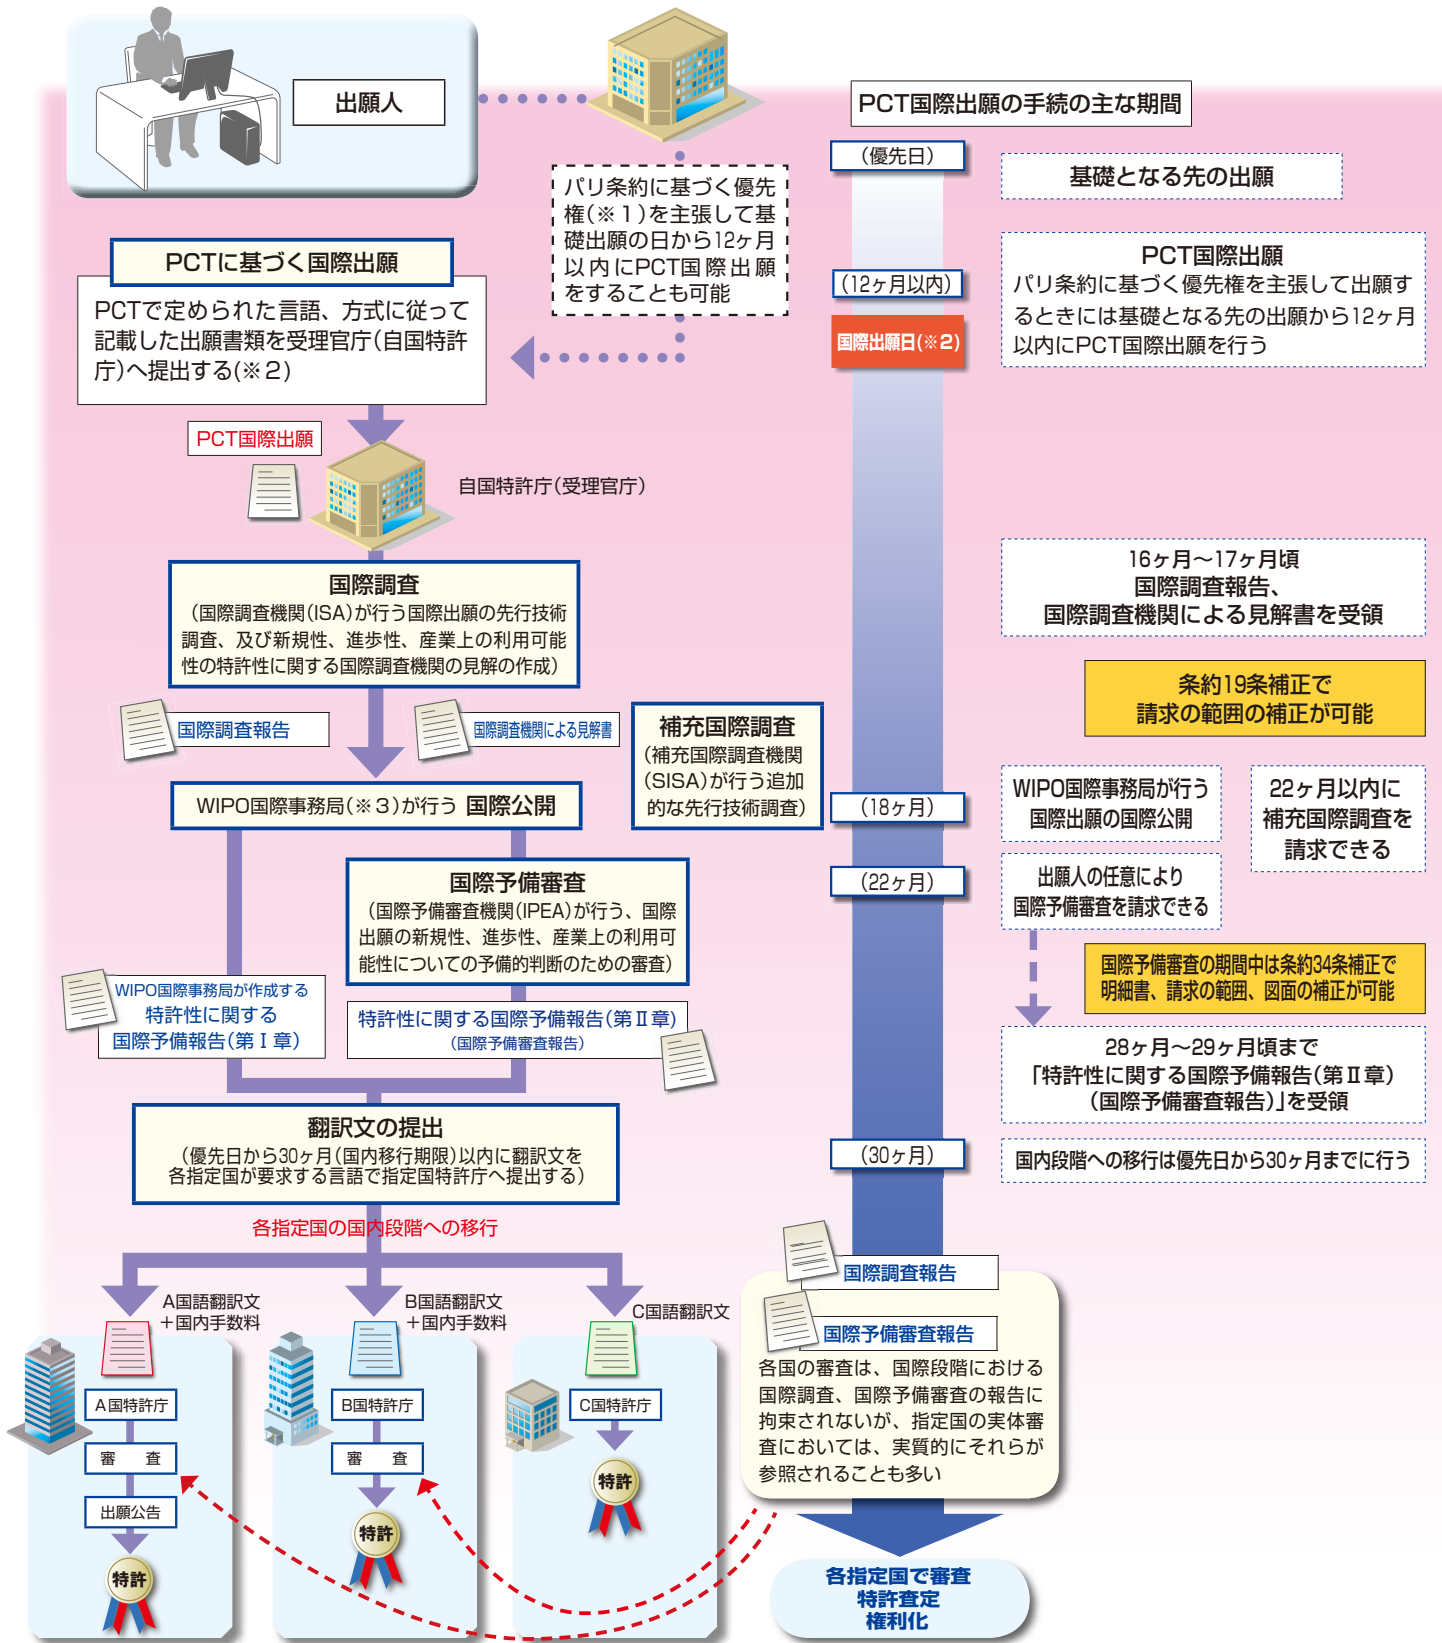 出願人
パリ条約に基づく優先
権(※1)を主張して基
礎出願の日から12ヶ月
以内にPCT国際出願
をすることも可能
PCTに基づく国際出願
PCTで定められた言語、方式に従って
記載した出願書類を受理官庁(自国特許
庁)へ提出する(※2)
PCT国際出願
自国特許庁(受理官庁)
国際調査
(国際調査機関(ISA)が行う国際出願の先行技術
調査、及び新規性、進歩性、産業上の利用可能
性の特許性に関する国際調査機関の見解の作成)
国際調査報告
国際調査機関による見解書
補充国際調査
(補充国際調査機関
(SISA)が行う追加
的な先行技術調査)
WIPO国際事務局(※3)が行う 国際公開
国際予備審査
(国際予備審査機関(IPEA)が行う、国際
出願の新規性、進歩性、産業上の利用可
能性についての予備的判断のための審査)
WIPO国際事務局が作成する
特許性に関する
国際予備報告(第Ⅰ章)
特許性に関する国際予備報告(第Ⅱ章)
(国際予備審査報告)
翻訳文の提出
(優先日から30ヶ月(国内移行期限)以内に翻訳文を
各指定国が要求する言語で指定国特許庁へ提出する)
各指定国の国内段階への移行
A国語翻訳文
+国内手数料
B国語翻訳文
+国内手数料
C国語翻訳文
A国特許庁
審 査
出願公告
特許
B国特許庁
審 査
特許
C国特許庁
特許
PCT国際出願の手続の主な期間
(優先日)
基礎となる先の出願
(12ヶ月以内)
国際出願日(※2)
PCT国際出願
パリ条約に基づく優先権を主張して出願す
るときには基礎となる先の出願から12ヶ月
以内にPCT国際出願を行う
16ヶ月~17ヶ月頃
国際調査報告、
国際調査機関による見解書を受領
条約19条補正で
請求の範囲の補正が可能
(18ヶ月)
WIPO国際事務局が行う
国際出願の国際公開
22ヶ月以内に
補充国際調査を
請求できる
(22ヶ月)
出願人の任意により
国際予備審査を請求できる
国際予備審査の期間中は条約34条補正で
明細書、請求の範囲、図面の補正が可能
28ヶ月~29ヶ月頃まで
「特許性に関する国際予備報告(第Ⅱ章)
(国際予備審査報告)」を受領
(30ヶ月)
国内段階への移行は優先日から30ヶ月までに行う
国際調査報告
国際予備審査報告
各国の審査は、国際段階における
国際調査、国際予備審査の報告に
拘束されないが、指定国の実体審
査においては、実質的にそれらが
参照されることも多い
各指定国で審査
特許査定
権利化